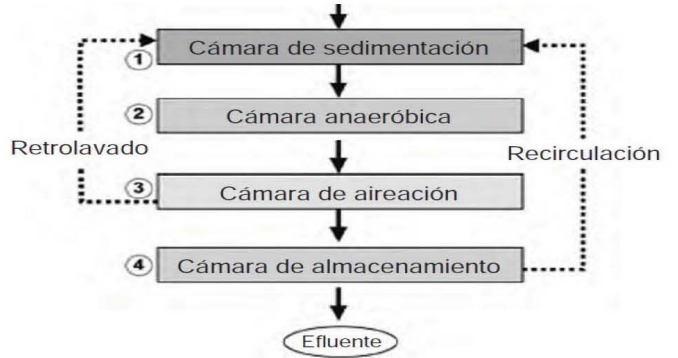 1 Cámara de sedimentación
2 Cámara anaeróbica
Retrolavado
Recirculación
3 Cámara de aireación
4 Cámara de almacenamiento
Efluente